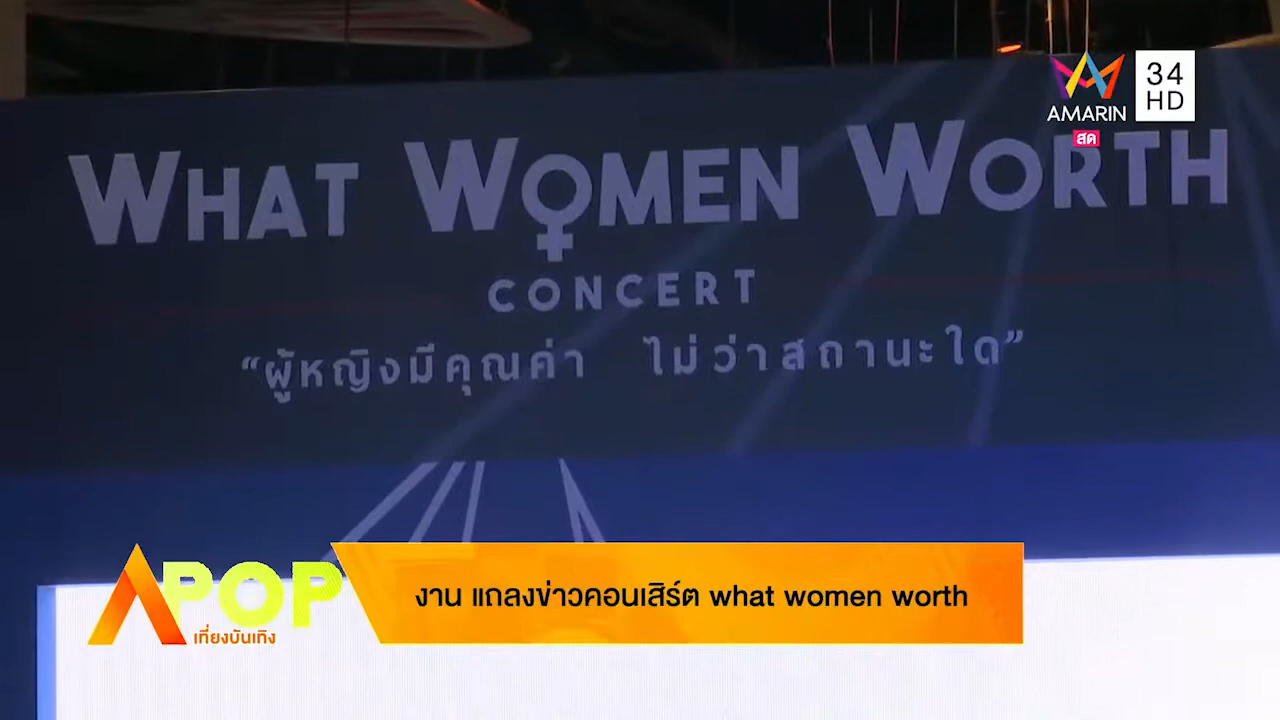 34
HD
AMARIN
สด
WHAT WOMEN WORTH
CONCERT
“ผู้หญิงมีคุณค่า ไม่ว่าสถานะใด”
APOP
เที่ยงบันเทิง
งาน แถลงข่าวคอนเสิร์ต what women worth